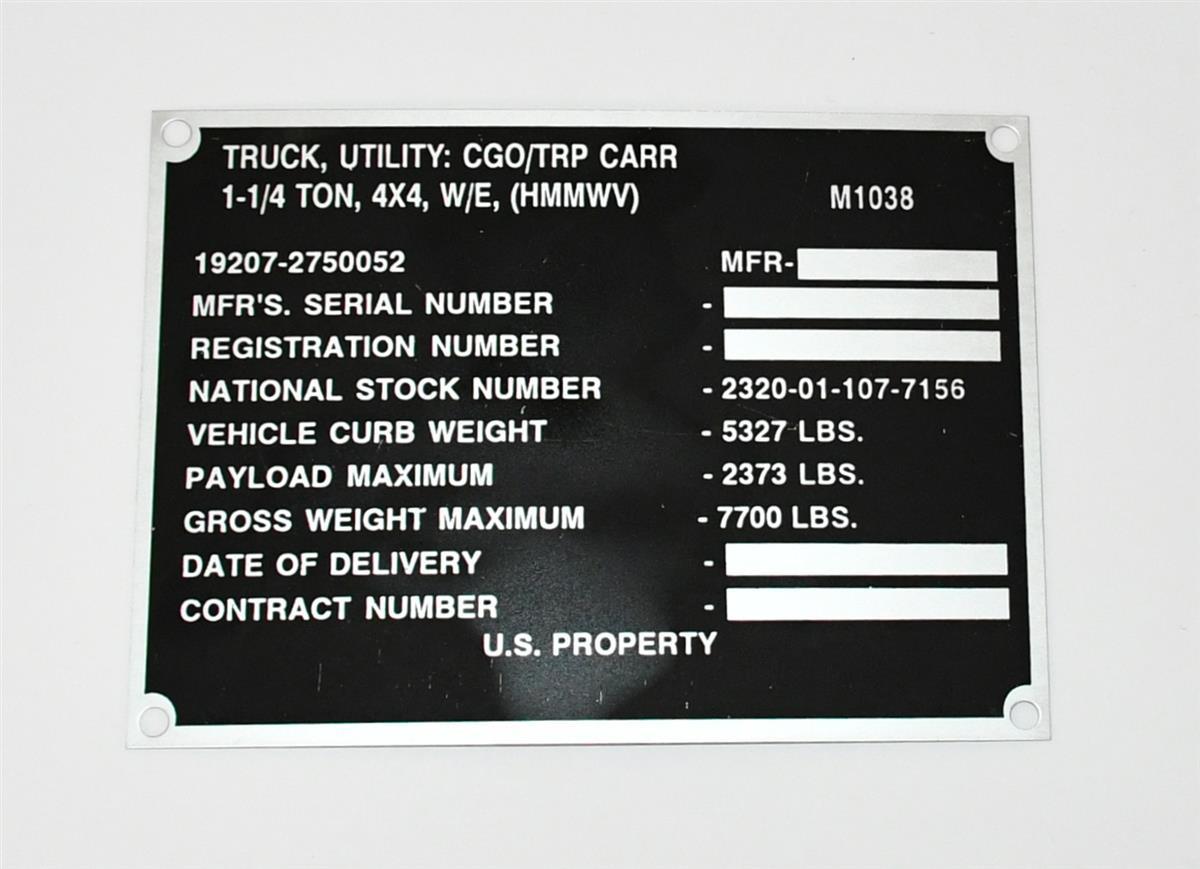 TRUCK, UTILITY: CGO/TRP CARR
1-1/4 TON, 4X4, W/E, (HMMWV) M1038
19207-2750052 MFR-
MFR'S. SERIAL NUMBER -
REGISTRATION NUMBER -
NATIONAL STOCK NUMBER - 2320-01-107-7156
VEHICLE CURB WEIGHT - 5327 LBS.
PAYLOAD MAXIMUM - 2373 LBS.
GROSS WEIGHT MAXIMUM - 7700 LBS.
DATE OF DELIVERY -
CONTRACT NUMBER -
U.S. PROPERTY